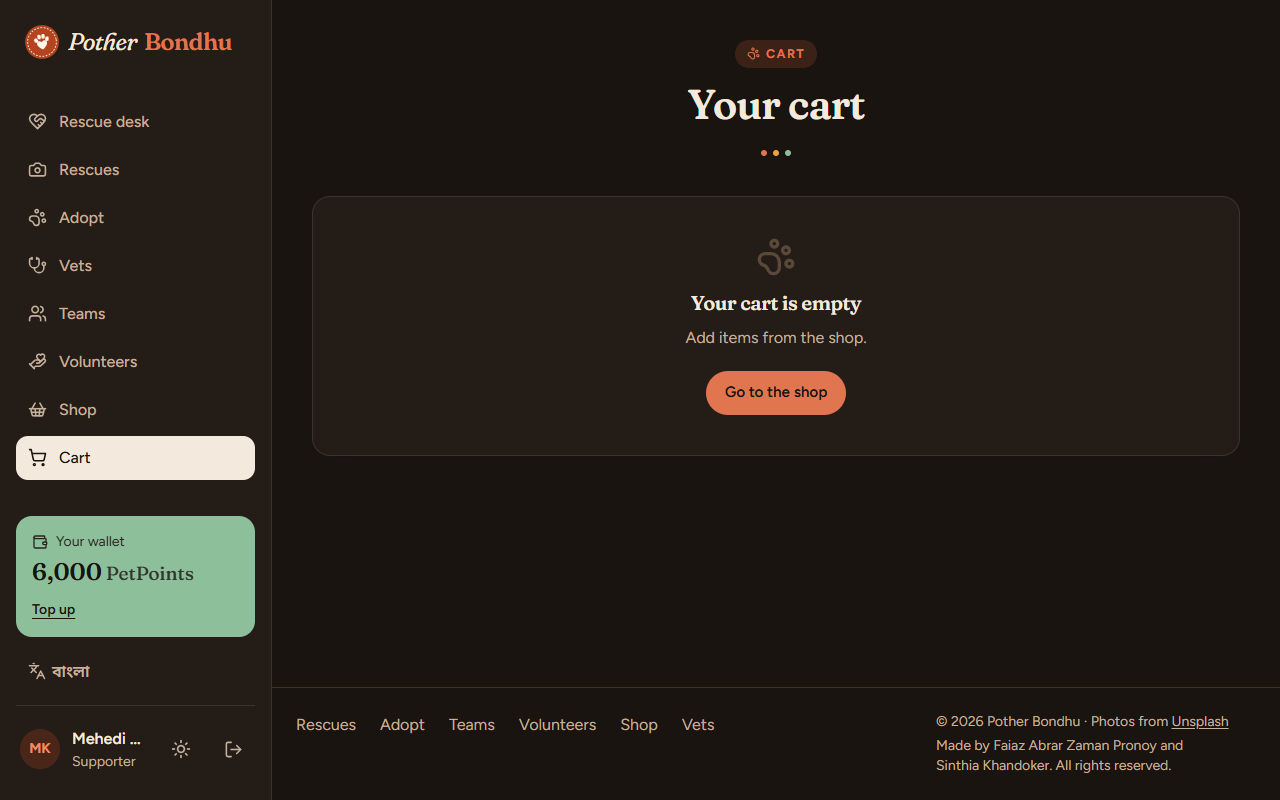 Pother Bondhu
Rescue desk
Rescues
Adopt
Vets
Teams
Volunteers
Shop
Cart
Your wallet
6,000 PetPoints
Top up
বাংলা
MK
Mehedi ...
Supporter
CART
Your cart
Your cart is empty
Add items from the shop.
Go to the shop
Rescues Adopt Teams Volunteers Shop Vets
© 2026 Pother Bondhu · Photos from Unsplash
Made by Faiaz Abrar Zaman Pronoy and
Sinthia Khandoker. All rights reserved.